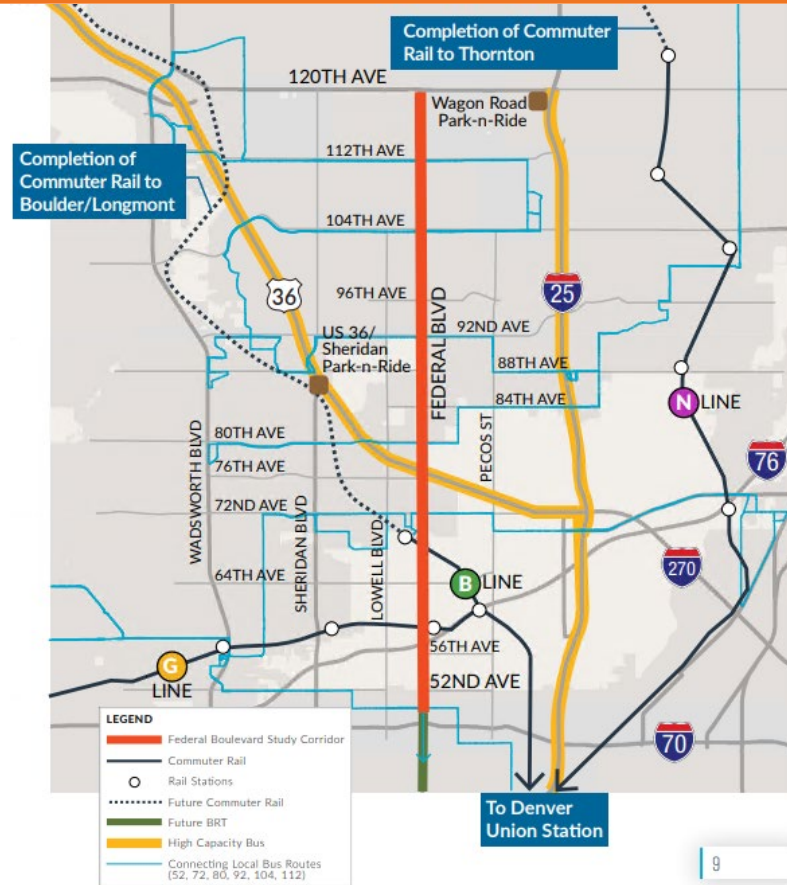 Completion of Commuter
Rail to Thornton
120TH AVE
Wagon Road
Park-n-Ride
112TH AVE
Completion of
Commuter Rail to
Boulder/Longmont
104TH AVE
36
96TH AVE
25
FEDERAL BLVD
92ND AVE
US 36/
Sheridan
Park-n-Ride
88TH AVE
84TH AVE
N LINE
PECOS ST
80TH AVE
WADSWORTH BLVD
76TH AVE
76
72ND AVE
SHERIDAN BLVD
LOWELL BLVD
270
64TH AVE
B LINE
56TH AVE
G
LINE
52ND AVE
70
LEGEND
Federal Boulevard Study Corridor
Commuter Rail
Rail Stations
Future Commuter Rail
Future BRT
High Capacity Bus
Connecting Local Bus Routes
(52, 72, 80, 92, 104, 112)
To Denver
Union Station
9